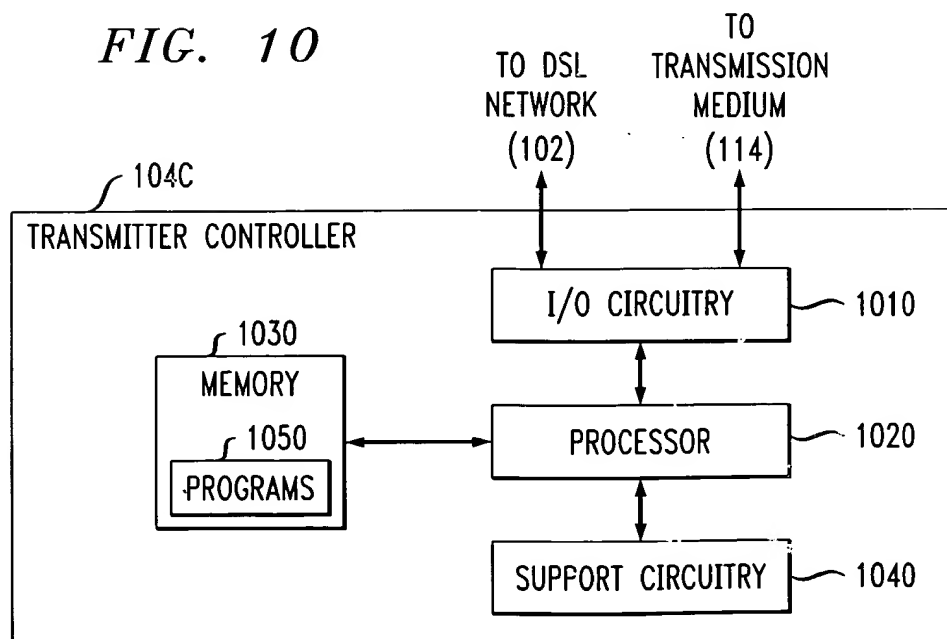 FIG. 10
TO DSL
NETWORK
(102)
TO
TRANSMISSION
MEDIUM
(114)
104C
TRANSMITTER CONTROLLER
I/O CIRCUITRY
1010
1030
MEMORY
1050
PROGRAMS
PROCESSOR
1020
SUPPORT CIRCUITRY
1040